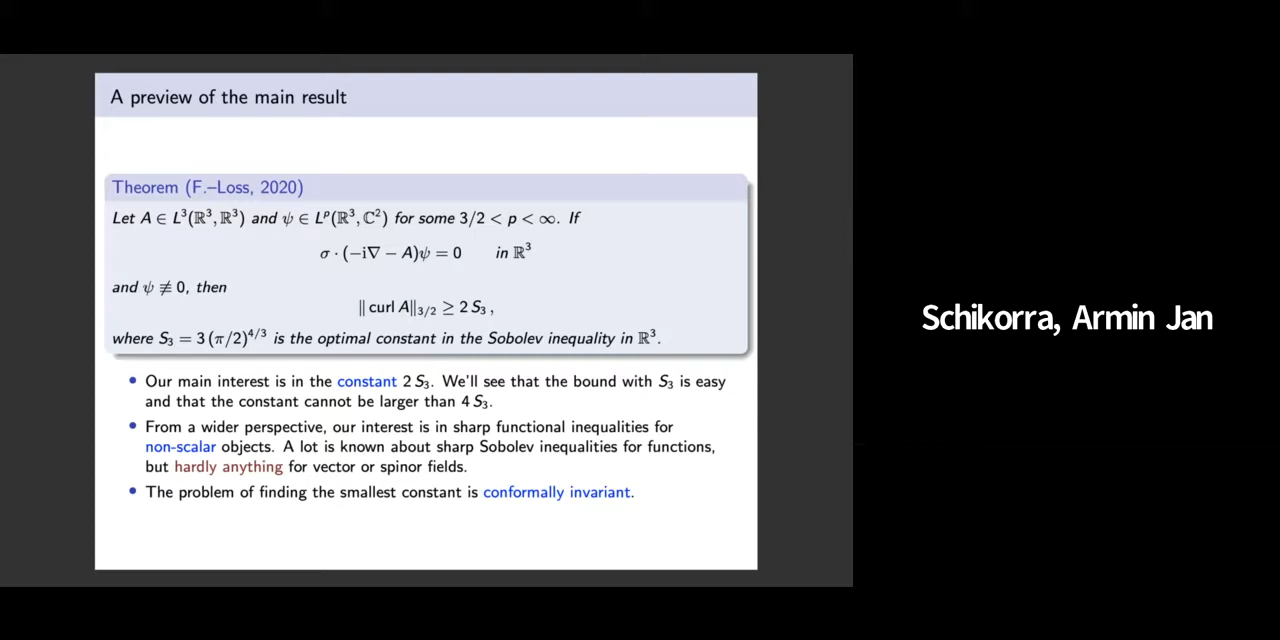 A preview of the main result
Theorem (F.–Loss, 2020)
Let A ∈ L³(ℝ³, ℝ³) and ψ ∈ Lᵖ(ℝ³, ℂ²) for some 3/2 < p < ∞. If
σ · (−i∇ − A)ψ = 0 in ℝ³
and ψ ≢ 0, then
‖ curl A‖₃/₂ ≥ 2 S₃ ,
where S₃ = 3 (π/2)^{4/3} is the optimal constant in the Sobolev inequality in ℝ³.
• Our main interest is in the constant 2 S₃. We'll see that the bound with S₃ is easy
and that the constant cannot be larger than 4 S₃.
• From a wider perspective, our interest is in sharp functional inequalities for
non-scalar objects. A lot is known about sharp Sobolev inequalities for functions,
but hardly anything for vector or spinor fields.
• The problem of finding the smallest constant is conformally invariant.
Schikorra, Armin Jan